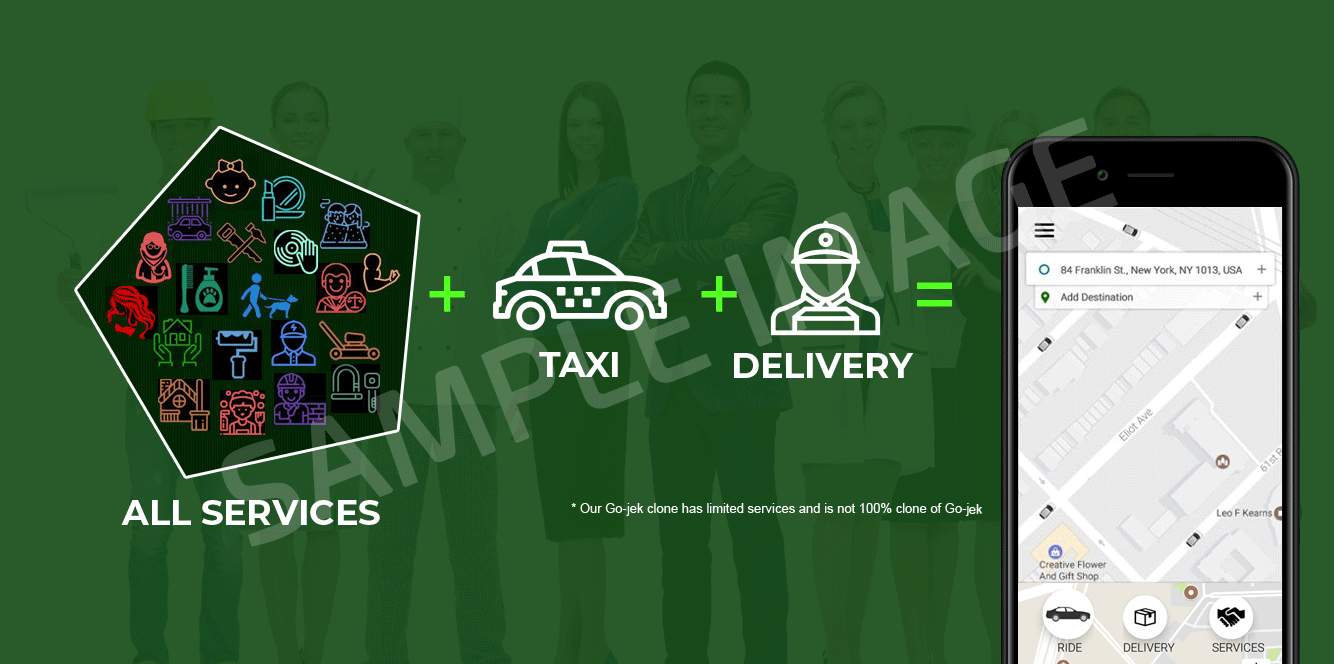 SAMPLE IMAGE
84 Franklin St., New York, NY 1013, USA
Add Destination
TAXI
DELIVERY
Eliot Ave
61st R
ALL SERVICES
* Our Go-jek clone has limited services and is not 100% clone of Go-jek
Leo F Kearns
Creative Flower
And Gift Shop
RIDE
DELIVERY
SERVICES